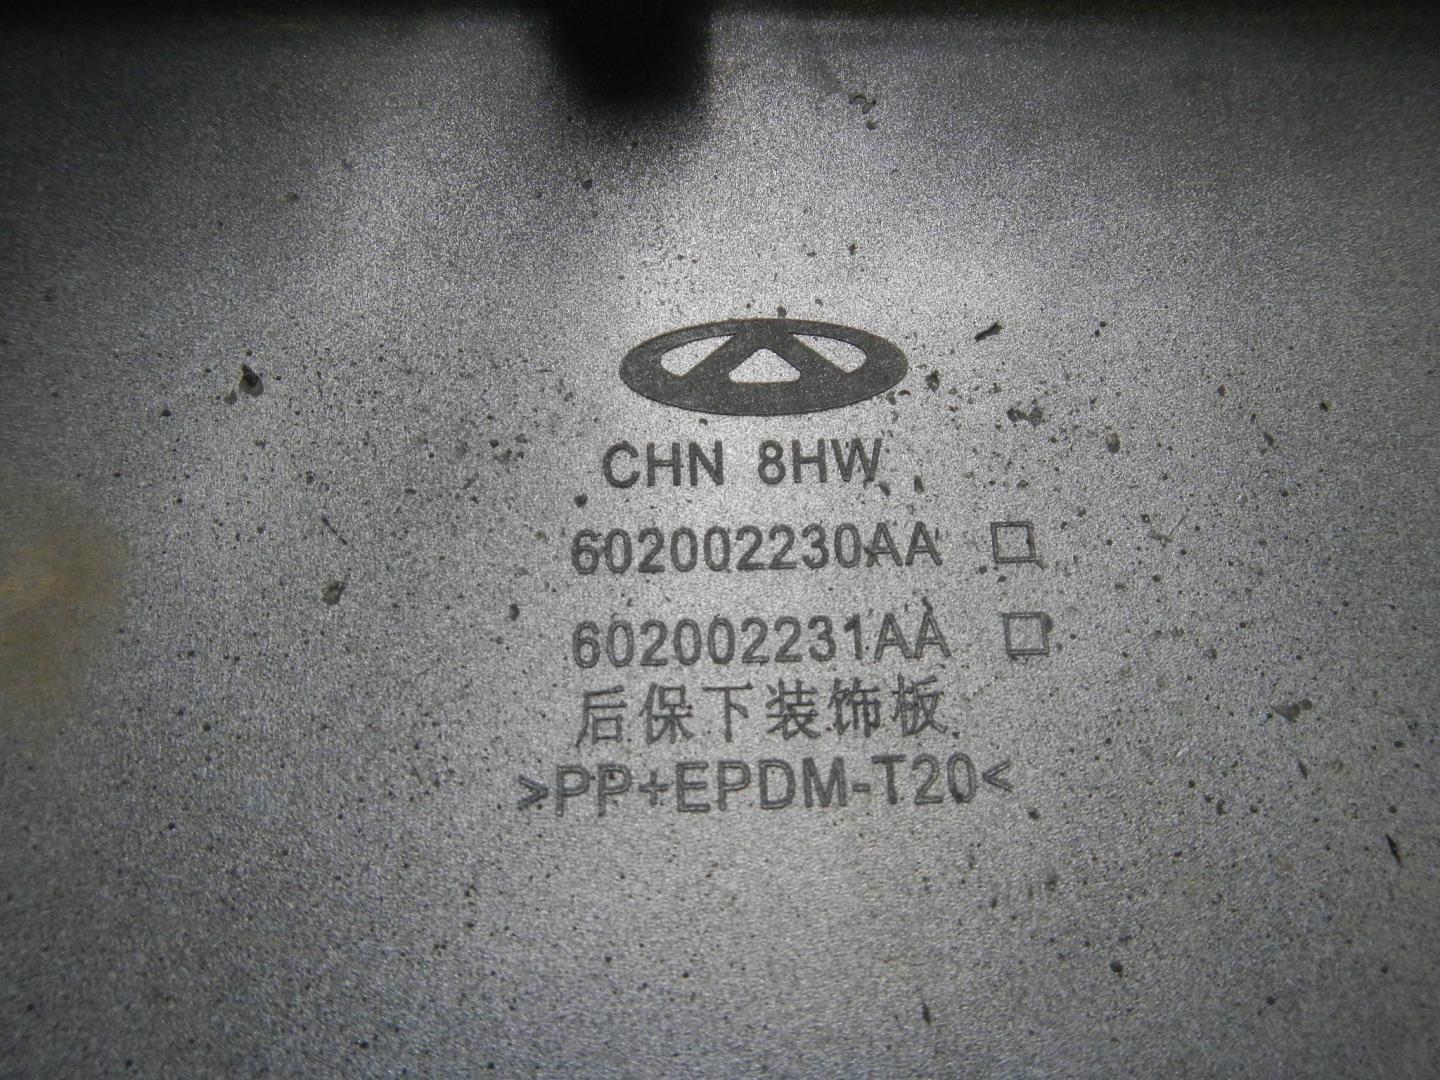 CHN 8HW
602002230AA □
602002231AA □
后保下装饰板
>PP+EPDM-T20<